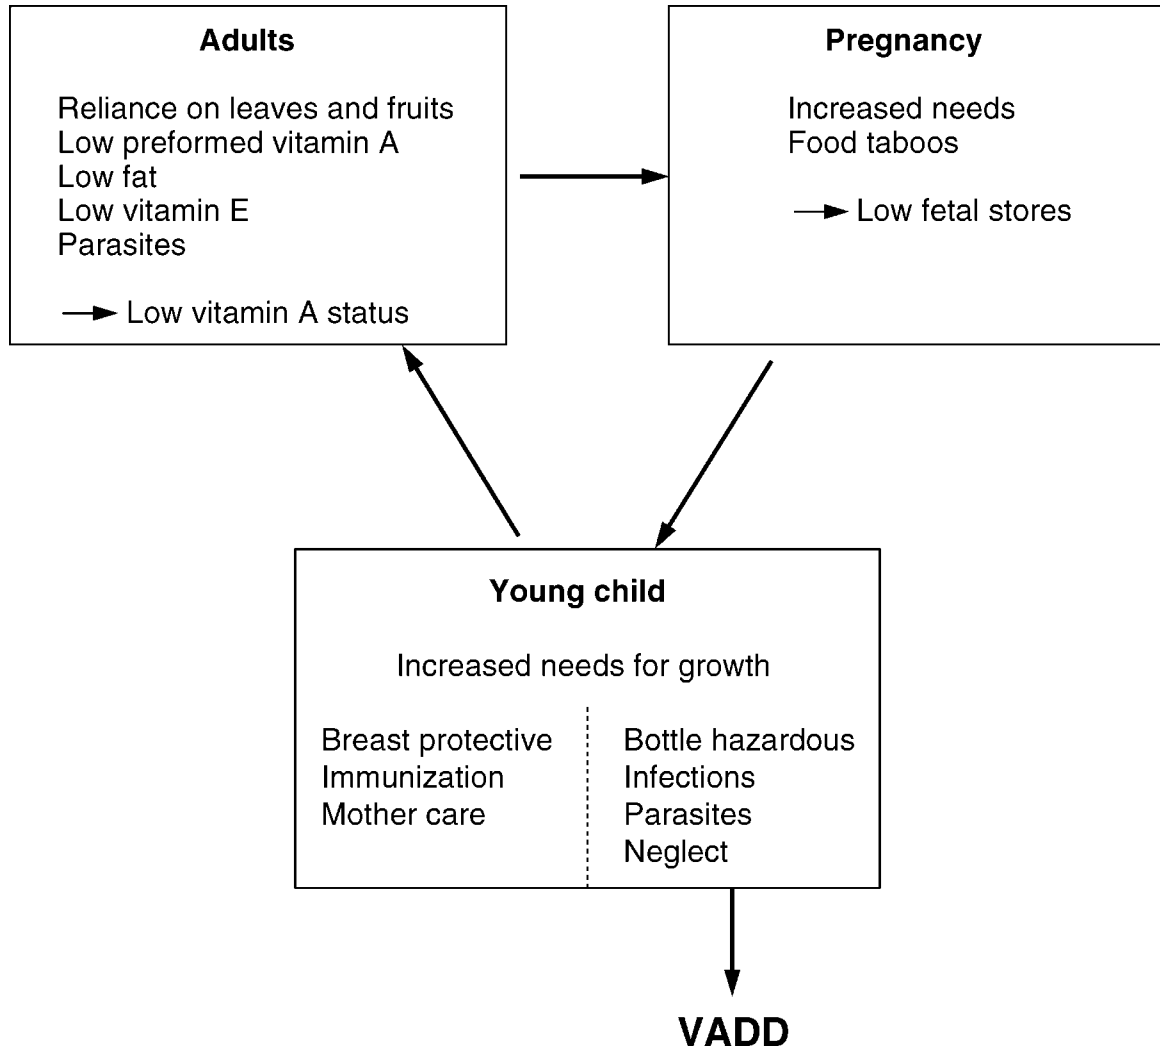 Adults
Reliance on leaves and fruits
Low preformed vitamin A
Low fat
Low vitamin E
Parasites
Low vitamin A status
Pregnancy
Increased needs
Food taboos
Low fetal stores
Young child
Increased needs for growth
Breast protective
Immunization
Mother care
Bottle hazardous
Infections
Parasites
Neglect
VADD